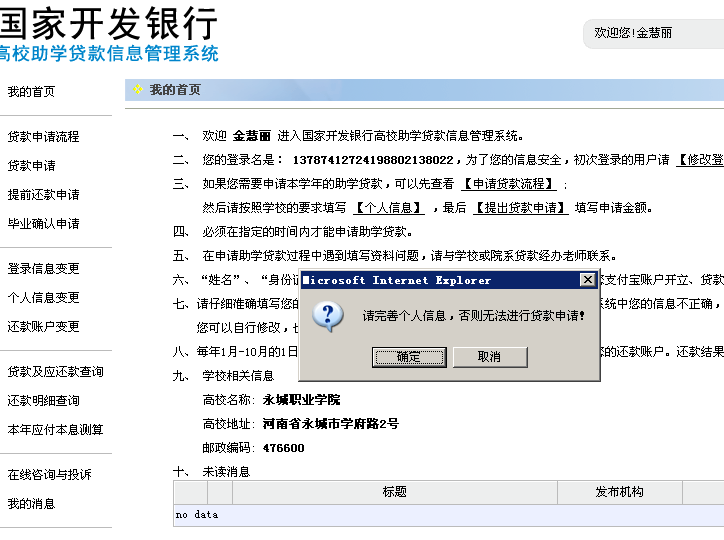 国家开发银行
高校助学贷款信息管理系统
欢迎您!金慧丽
我的首页
贷款申请流程
贷款申请
提前还款申请
毕业确认申请
登录信息变更
个人信息变更
还款账户变更
贷款及应还款查询
还款明细查询
本年应付本息测算
在线咨询与投诉
我的消息
我的首页
一、 欢迎 金慧丽 进入国家开发银行高校助学贷款信息管理系统。
二、 您的登录名是： 13787412724198802138022，为了您的信息安全，初次登录的用户请 【修改登
三、 如果您需要申请本学年的助学贷款，可以先查看 【申请贷款流程】 ；
然后请按照学校的要求填写 【个人信息】 ，最后 【提出贷款申请】 填写申请金额。
四、 必须在指定的时间内才能申请助学贷款。
五、 在申请助学贷款过程中遇到填写资料问题，请与学校或院系贷款经办老师联系。
六、 “姓名”、“身份 支付宝账户开立、贷款
七、请仔细准确填写您的 系统中您的信息不正确，
您可以自行修改，
八、每年1月-10月的1日 您的还款账户。还款结果
Microsoft Internet Explorer
请完善个人信息，否则无法进行贷款申请!
确定 取消
九、 学校相关信息
高校名称: 永城职业学院
高校地址: 河南省永城市学府路2号
邮政编码: 476600
十、 未读消息
标题 发布机构
no data